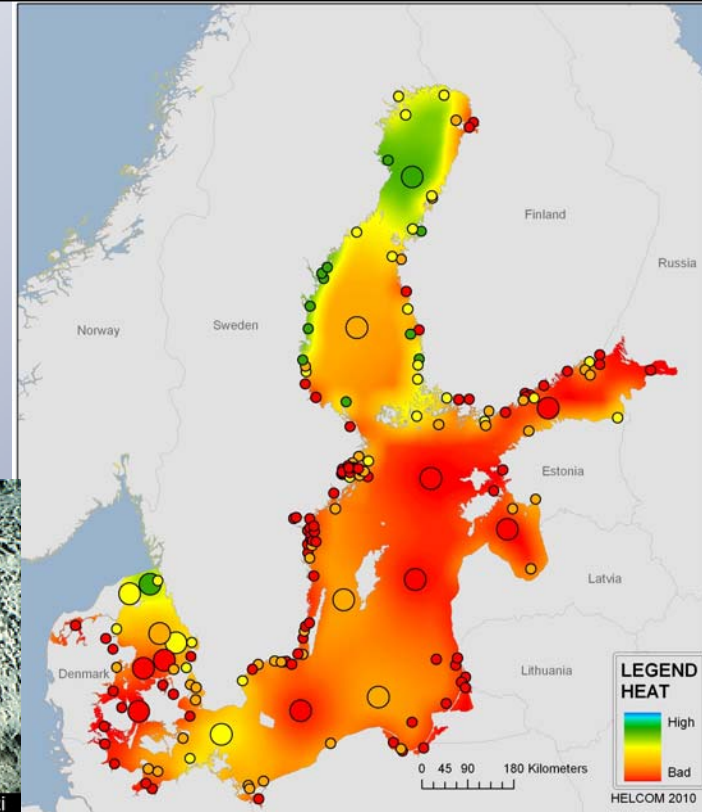 Norway
Sweden
Finland
Russia
Estonia
Latvia
Lithuania
Denmark
LEGEND
HEAT
High
Bad
0 45 90 180 Kilometers
HELCOM 2010